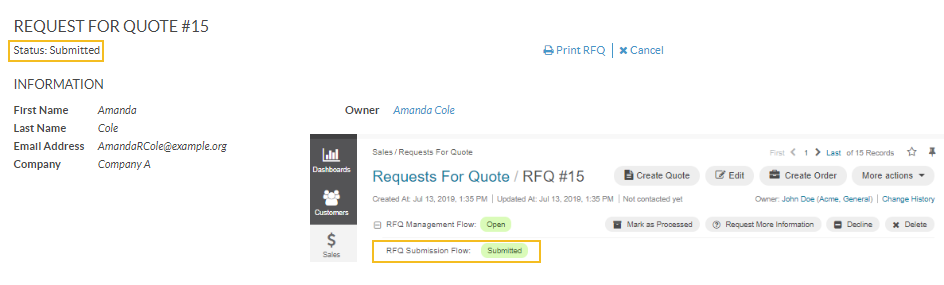 REQUEST FOR QUOTE #15
Status: Submitted
Print RFQ | Cancel
INFORMATION
First Name Amanda
Last Name Cole
Email Address AmandaRCole@example.org
Company Company A
Owner Amanda Cole
Dashboards
Customers
Sales
Sales / Requests For Quote
First 1 Last of 15 Records
Requests For Quote / RFQ #15
Create Quote Edit Create Order More actions
Created At: Jul 13, 2019, 1:35 PM | Updated At: Jul 13, 2019, 1:35 PM | Not contacted yet
Owner: John Doe (Acme, General) | Change History
RFQ Management Flow: Open
Mark as Processed Request More Information Decline Delete
RFQ Submission Flow: Submitted